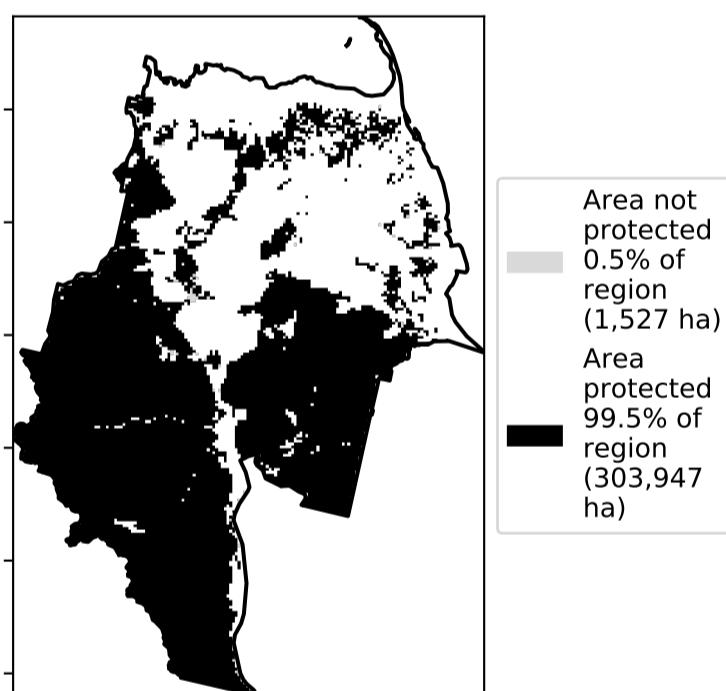 Area not
protected
0.5% of
region
(1,527 ha)
Area
protected
99.5% of
region
(303,947
ha)